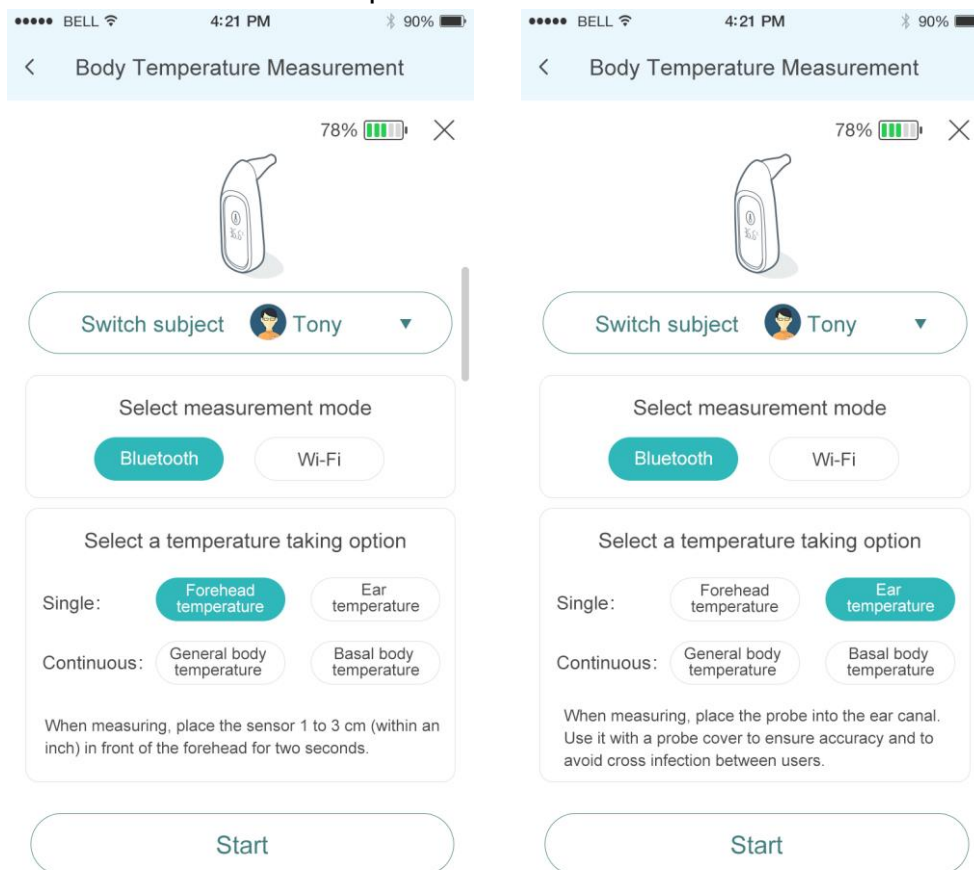 BELL 4:21 PM 90%
Body Temperature Measurement
78%
36.6°
Switch subject Tony
Select measurement mode
Bluetooth Wi-Fi
Select a temperature taking option
Single: Forehead temperature Ear temperature
Continuous: General body temperature Basal body temperature
When measuring, place the sensor 1 to 3 cm (within an
inch) in front of the forehead for two seconds.
Start
BELL 4:21 PM 90%
Body Temperature Measurement
78%
36.6°
Switch subject Tony
Select measurement mode
Bluetooth Wi-Fi
Select a temperature taking option
Single: Forehead temperature Ear temperature
Continuous: General body temperature Basal body temperature
When measuring, place the probe into the ear canal.
Use it with a probe cover to ensure accuracy and to
avoid cross infection between users.
Start